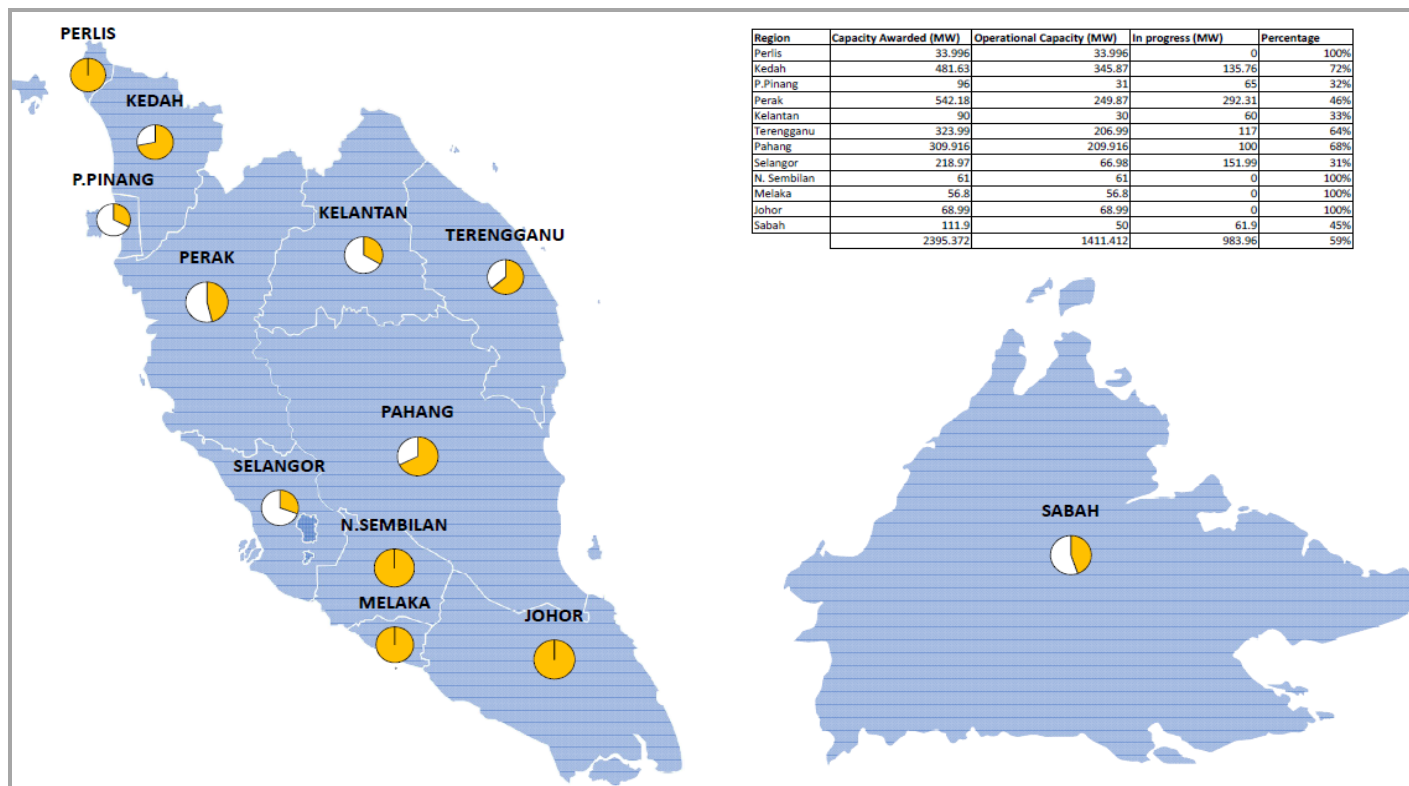 PERLIS
KEDAH
P.PINANG
KELANTAN
TERENGGANU
PERAK
PAHANG
SELANGOR
N.SEMBILAN
MELAKA
JOHOR
Region Capacity Awarded (MW) Operational Capacity (MW) In progress (MW) Percentage
Perlis 33.996 33.996 0 100%
Kedah 481.63 345.87 135.76 72%
P.Pinang 96 31 65 32%
Perak 542.18 249.87 292.31 46%
Kelantan 90 30 60 33%
Terengganu 323.99 206.99 117 64%
Pahang 309.916 209.916 100 68%
Selangor 218.97 66.98 151.99 31%
N. Sembilan 61 61 0 100%
Melaka 56.8 56.8 0 100%
Johor 68.99 68.99 0 100%
Sabah 111.9 50 61.9 45%
2395.372 1411.412 983.96 59%
SABAH